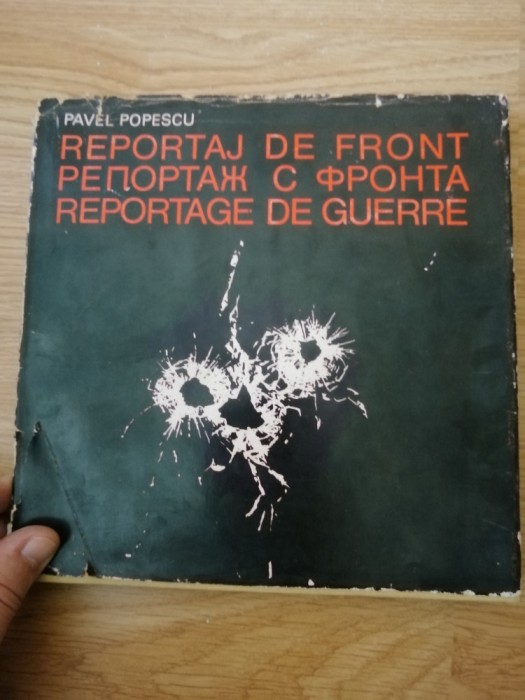 PAVEL POPESCU
REPORTAJ DE FRONT
РЕПОРТАЖ С ФРОНТА
REPORTAGE DE GUERRE